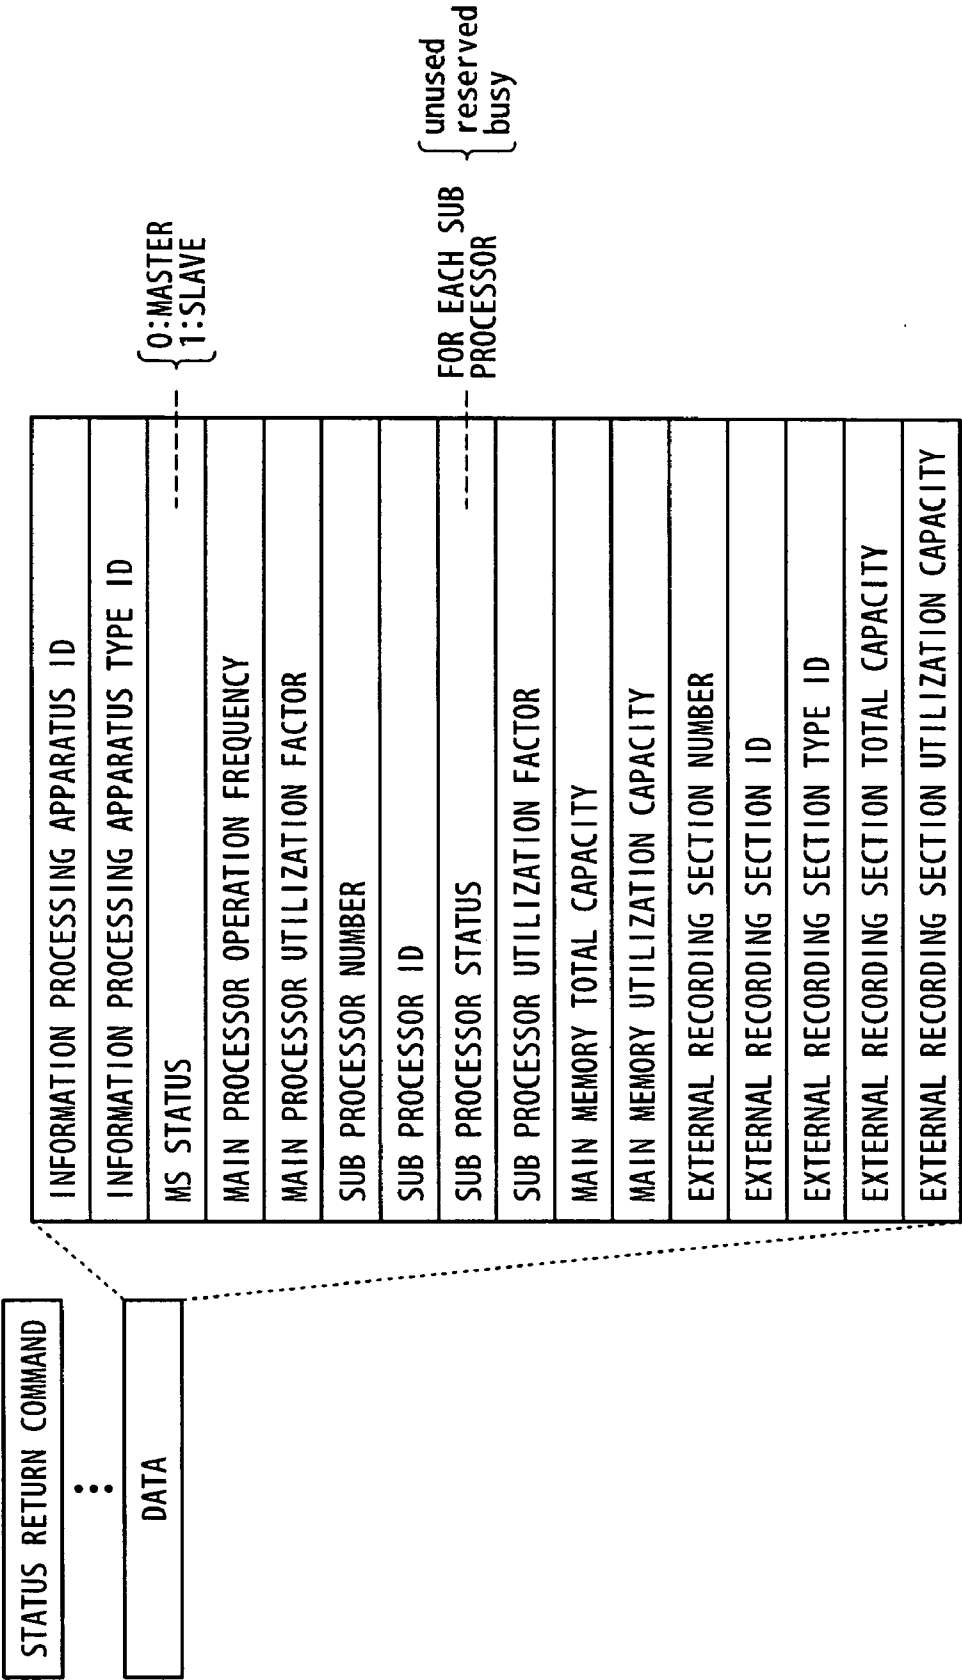 STATUS RETURN COMMAND
DATA
INFORMATION PROCESSING APPARATUS ID
INFORMATION PROCESSING APPARATUS TYPE ID
MS STATUS
0:MASTER
1:SLAVE
MAIN PROCESSOR OPERATION FREQUENCY
MAIN PROCESSOR UTILIZATION FACTOR
SUB PROCESSOR NUMBER
SUB PROCESSOR ID
SUB PROCESSOR STATUS
FOR EACH SUB
PROCESSOR
unused
reserved
busy
SUB PROCESSOR UTILIZATION FACTOR
MAIN MEMORY TOTAL CAPACITY
MAIN MEMORY UTILIZATION CAPACITY
EXTERNAL RECORDING SECTION NUMBER
EXTERNAL RECORDING SECTION ID
EXTERNAL RECORDING SECTION TYPE ID
EXTERNAL RECORDING SECTION TOTAL CAPACITY
EXTERNAL RECORDING SECTION UTILIZATION CAPACITY